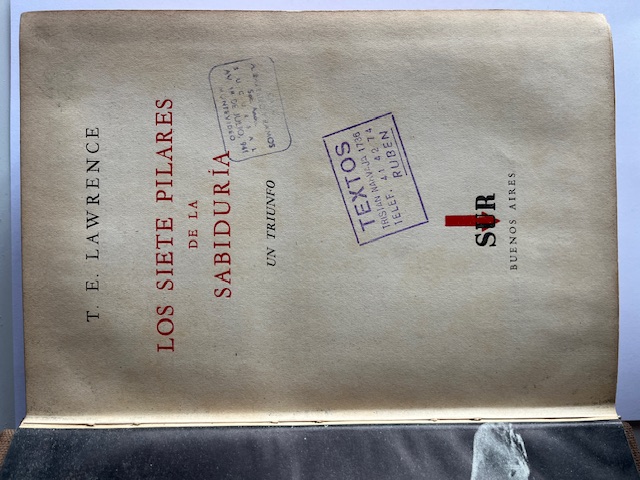 T. E. LAWRENCE
LOS SIETE PILARES
DE LA
SABIDURÍA
UN TRIUNFO
MONTEVIDEO
TEXTOS
TRISTAN NARVAJA 1736
TELEF. 41 42 74
RUBEN
SUR
BUENOS AIRES